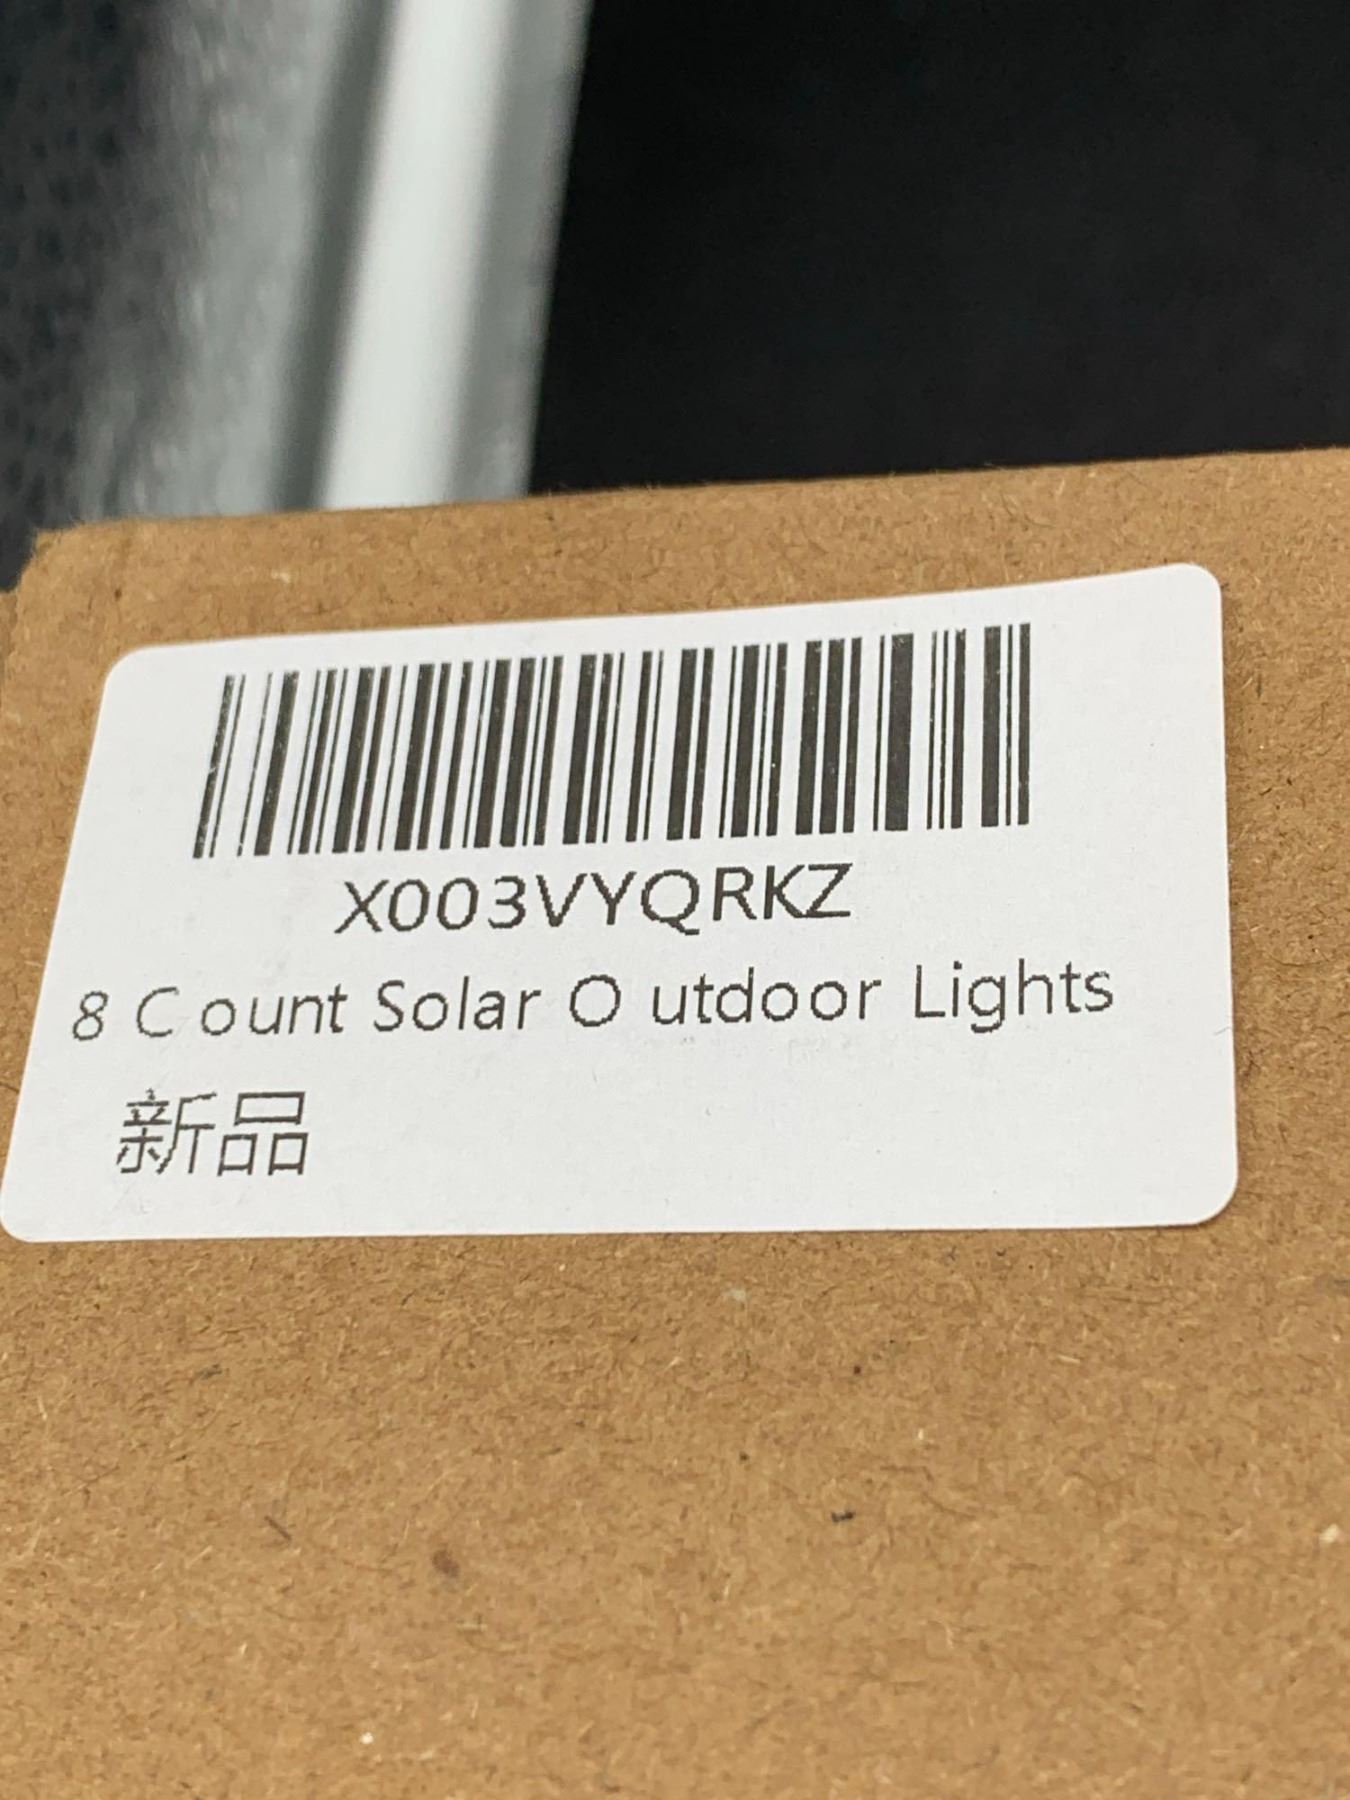 X003VYQRKZ
8 C ount Solar O utdoor Lights
新品